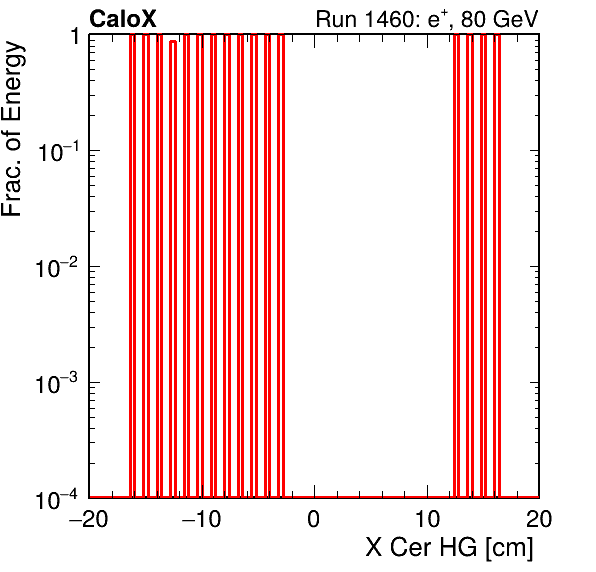 CaloX Run 1460: e⁺, 80 GeV
Frac. of Energy
1
10⁻¹
10⁻²
10⁻³
10⁻⁴
−20 −10 0 10 20
X Cer HG [cm]